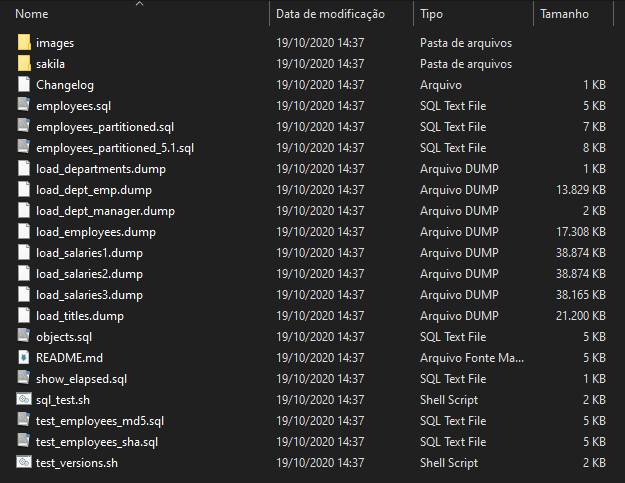 Nome Data de modificação Tipo Tamanho
images 19/10/2020 14:37 Pasta de arquivos
sakila 19/10/2020 14:37 Pasta de arquivos
Changelog 19/10/2020 14:37 Arquivo 1 KB
employees.sql 19/10/2020 14:37 SQL Text File 5 KB
employees_partitioned.sql 19/10/2020 14:37 SQL Text File 7 KB
employees_partitioned_5.1.sql 19/10/2020 14:37 SQL Text File 8 KB
load_departments.dump 19/10/2020 14:37 Arquivo DUMP 1 KB
load_dept_emp.dump 19/10/2020 14:37 Arquivo DUMP 13.829 KB
load_dept_manager.dump 19/10/2020 14:37 Arquivo DUMP 2 KB
load_employees.dump 19/10/2020 14:37 Arquivo DUMP 17.308 KB
load_salaries1.dump 19/10/2020 14:37 Arquivo DUMP 38.874 KB
load_salaries2.dump 19/10/2020 14:37 Arquivo DUMP 38.874 KB
load_salaries3.dump 19/10/2020 14:37 Arquivo DUMP 38.165 KB
load_titles.dump 19/10/2020 14:37 Arquivo DUMP 21.200 KB
objects.sql 19/10/2020 14:37 SQL Text File 5 KB
README.md 19/10/2020 14:37 Arquivo Fonte Ma... 5 KB
show_elapsed.sql 19/10/2020 14:37 SQL Text File 1 KB
sql_test.sh 19/10/2020 14:37 Shell Script 2 KB
test_employees_md5.sql 19/10/2020 14:37 SQL Text File 5 KB
test_employees_sha.sql 19/10/2020 14:37 SQL Text File 5 KB
test_versions.sh 19/10/2020 14:37 Shell Script 2 KB